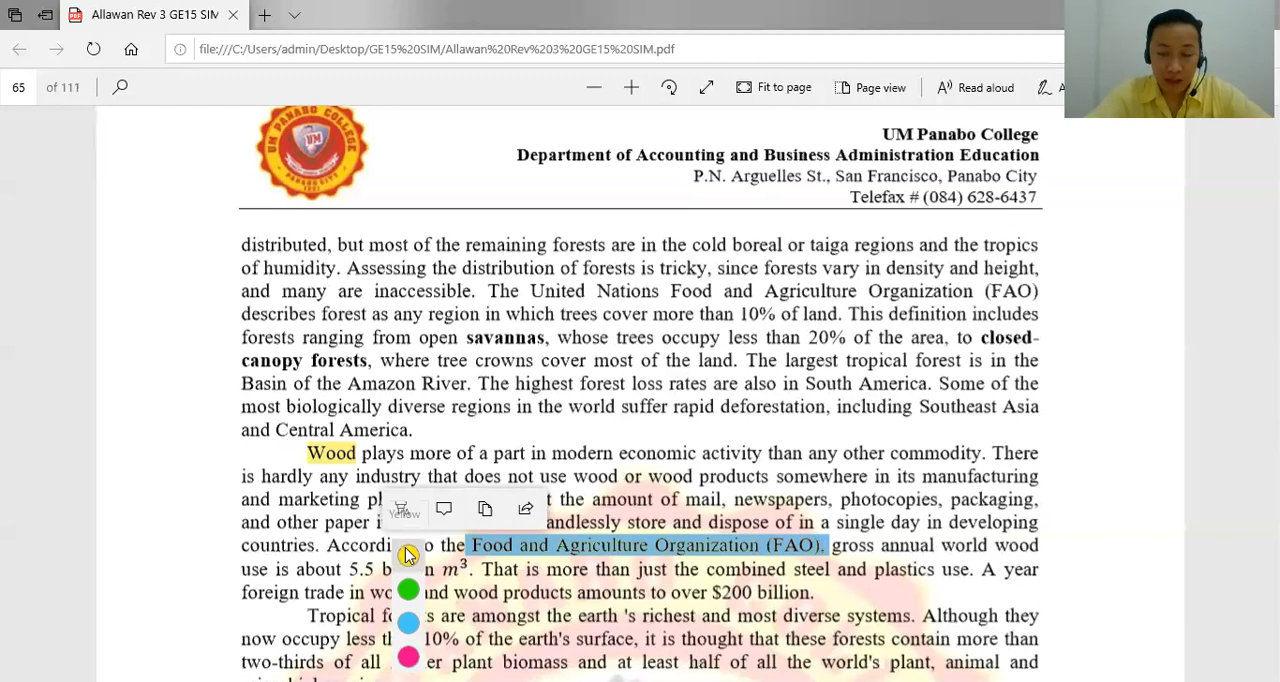 Allawan Rev 3 GE15 SIM
file:///C:/Users/admin/Desktop/GE15%20SIM/Allawan%20Rev%203%20GE15%20SIM.pdf
65 of 111
Fit to page
Page view
Read aloud
UM PANABO COLLEGE
UM
PANABO CITY
UM Panabo College
Department of Accounting and Business Administration Education
P.N. Arguelles St., San Francisco, Panabo City
Telefax # (084) 628-6437
distributed, but most of the remaining forests are in the cold boreal or taiga regions and the tropics
of humidity. Assessing the distribution of forests is tricky, since forests vary in density and height,
and many are inaccessible. The United Nations Food and Agriculture Organization (FAO)
describes forest as any region in which trees cover more than 10% of land. This definition includes
forests ranging from open savannas, whose trees occupy less than 20% of the area, to closed-
canopy forests, where tree crowns cover most of the land. The largest tropical forest is in the
Basin of the Amazon River. The highest forest loss rates are also in South America. Some of the
most biologically diverse regions in the world suffer rapid deforestation, including Southeast Asia
and Central America.
Wood plays more of a part in modern economic activity than any other commodity. There
is hardly any industry that does not use wood or wood products somewhere in its manufacturing
and marketing the amount of mail, newspapers, photocopies, packaging,
Yellow
and other paper andlessly store and dispose of in a single day in developing
countries. the Food and Agriculture Organization (FAO), gross annual world wood
use is about 5.5 m³. That is more than just the combined steel and plastics use. A year
foreign trade in and wood products amounts to over $200 billion.
Tropical are amongst the earth 's richest and most diverse systems. Although they
now occupy less 10% of the earth's surface, it is thought that these forests contain more than
two-thirds of all plant biomass and at least half of all the world's plant, animal and